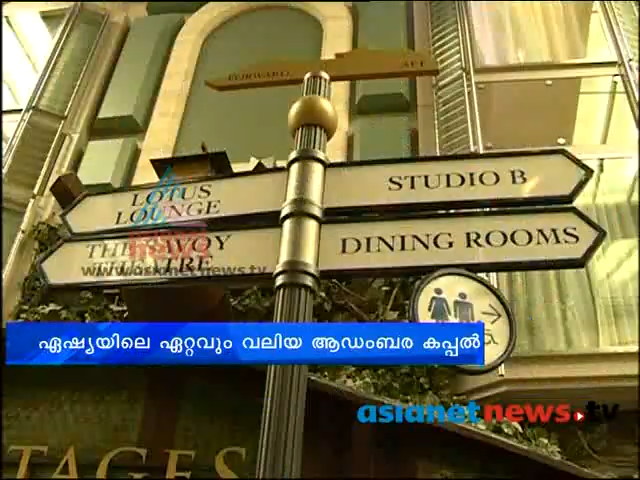 FORWARD AFT
LOTUS
LOUNGE
STUDIO B
THE SAVOY
DINING ROOMS
news
www.asianetnews.tv
ഏഷ്യയിലെ ഏറ്റവും വലിയ ആഡംബര കപ്പൽ
asianetnews.tv
TAGES